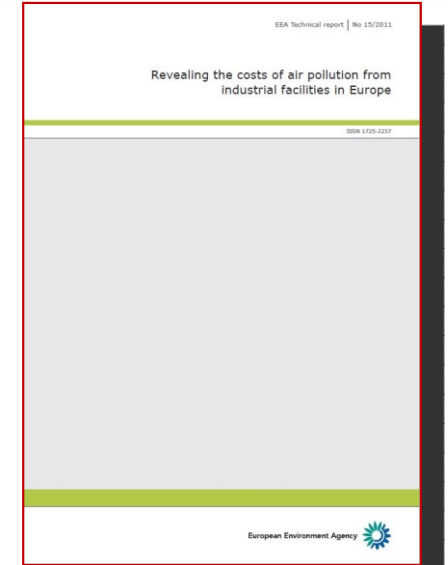 EEA Technical report | No 15/2011
Revealing the costs of air pollution from
industrial facilities in Europe
ISSN 1725-2237
European Environment Agency